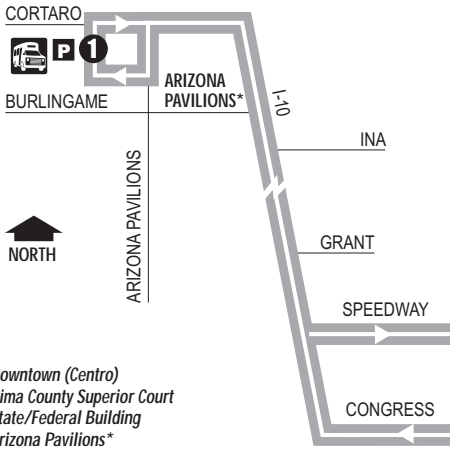 CORTARO
P 1
ARIZONA
PAVILIONS*
BURLINGAME
I-10
INA
ARIZONA PAVILIONS
NORTH
GRANT
SPEEDWAY
owntown (Centro)
ima County Superior Court
tate/Federal Building
rizona Pavilions*
CONGRESS